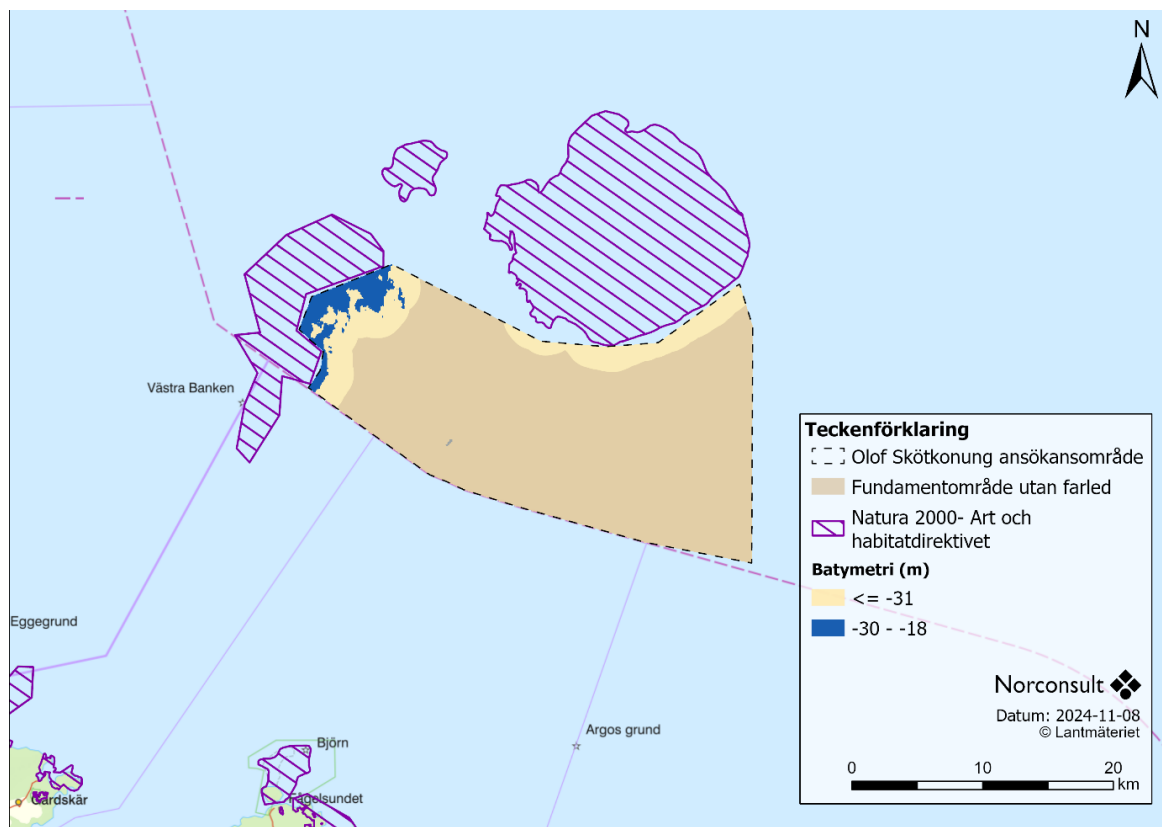 N
Västra Banken
Eggegrund
Björn
Argos grund
Fågelsundet
Gårdskär
Teckenförklaring
Olof Skötkonung ansökansområde
Fundamentområde utan farled
Natura 2000- Art och
habitatdirektivet
Batymetri (m)
<= -31
-30 - -18
Norconsult
Datum: 2024-11-08
© Lantmäteriet
0 10 20
km